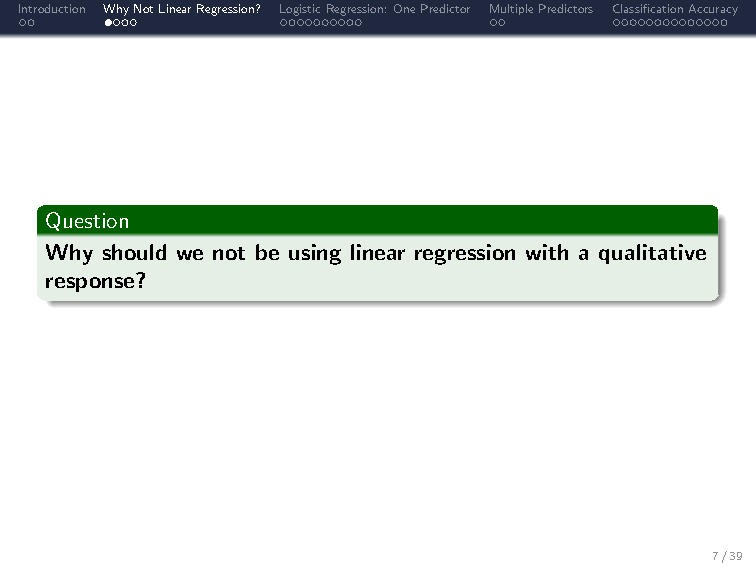 Introduction Why Not Linear Regression? Logistic Regression: One Predictor Multiple Predictors Classification Accuracy
Question
Why should we not be using linear regression with a qualitative
response?
7 / 39